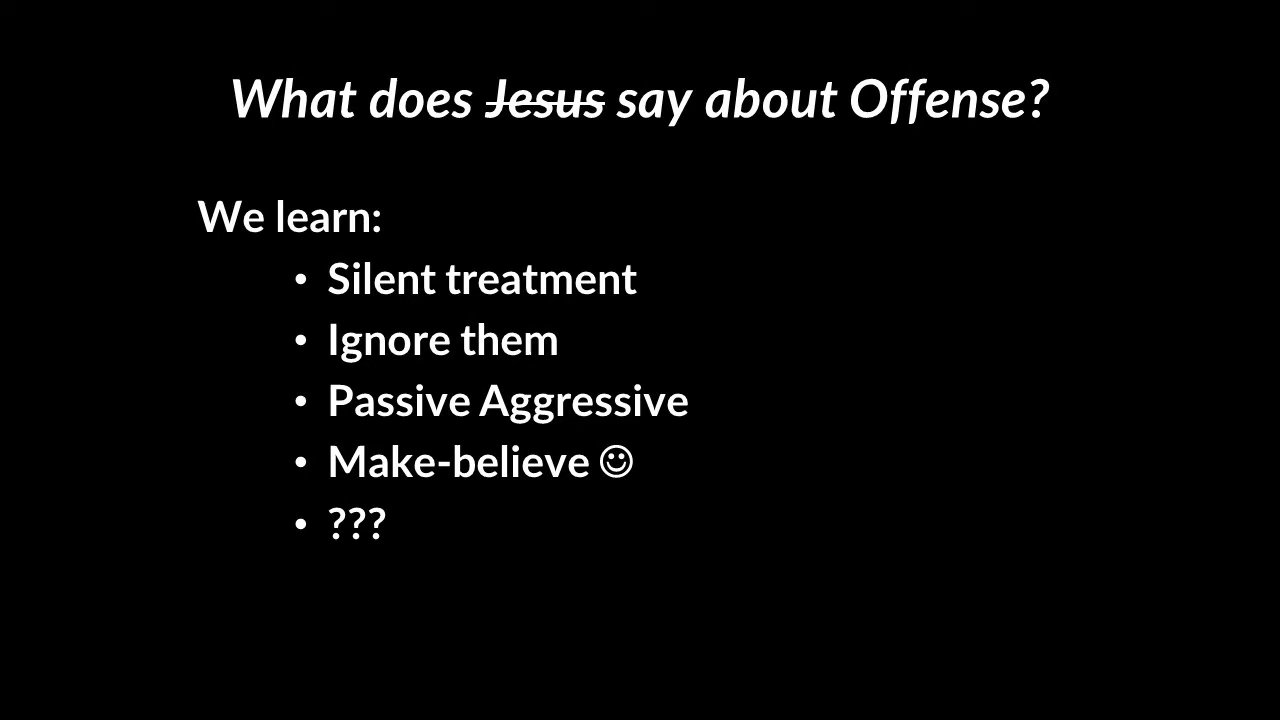 What does Jesus say about Offense?
We learn:
• Silent treatment
• Ignore them
• Passive Aggressive
• Make-believe ☺
• ???